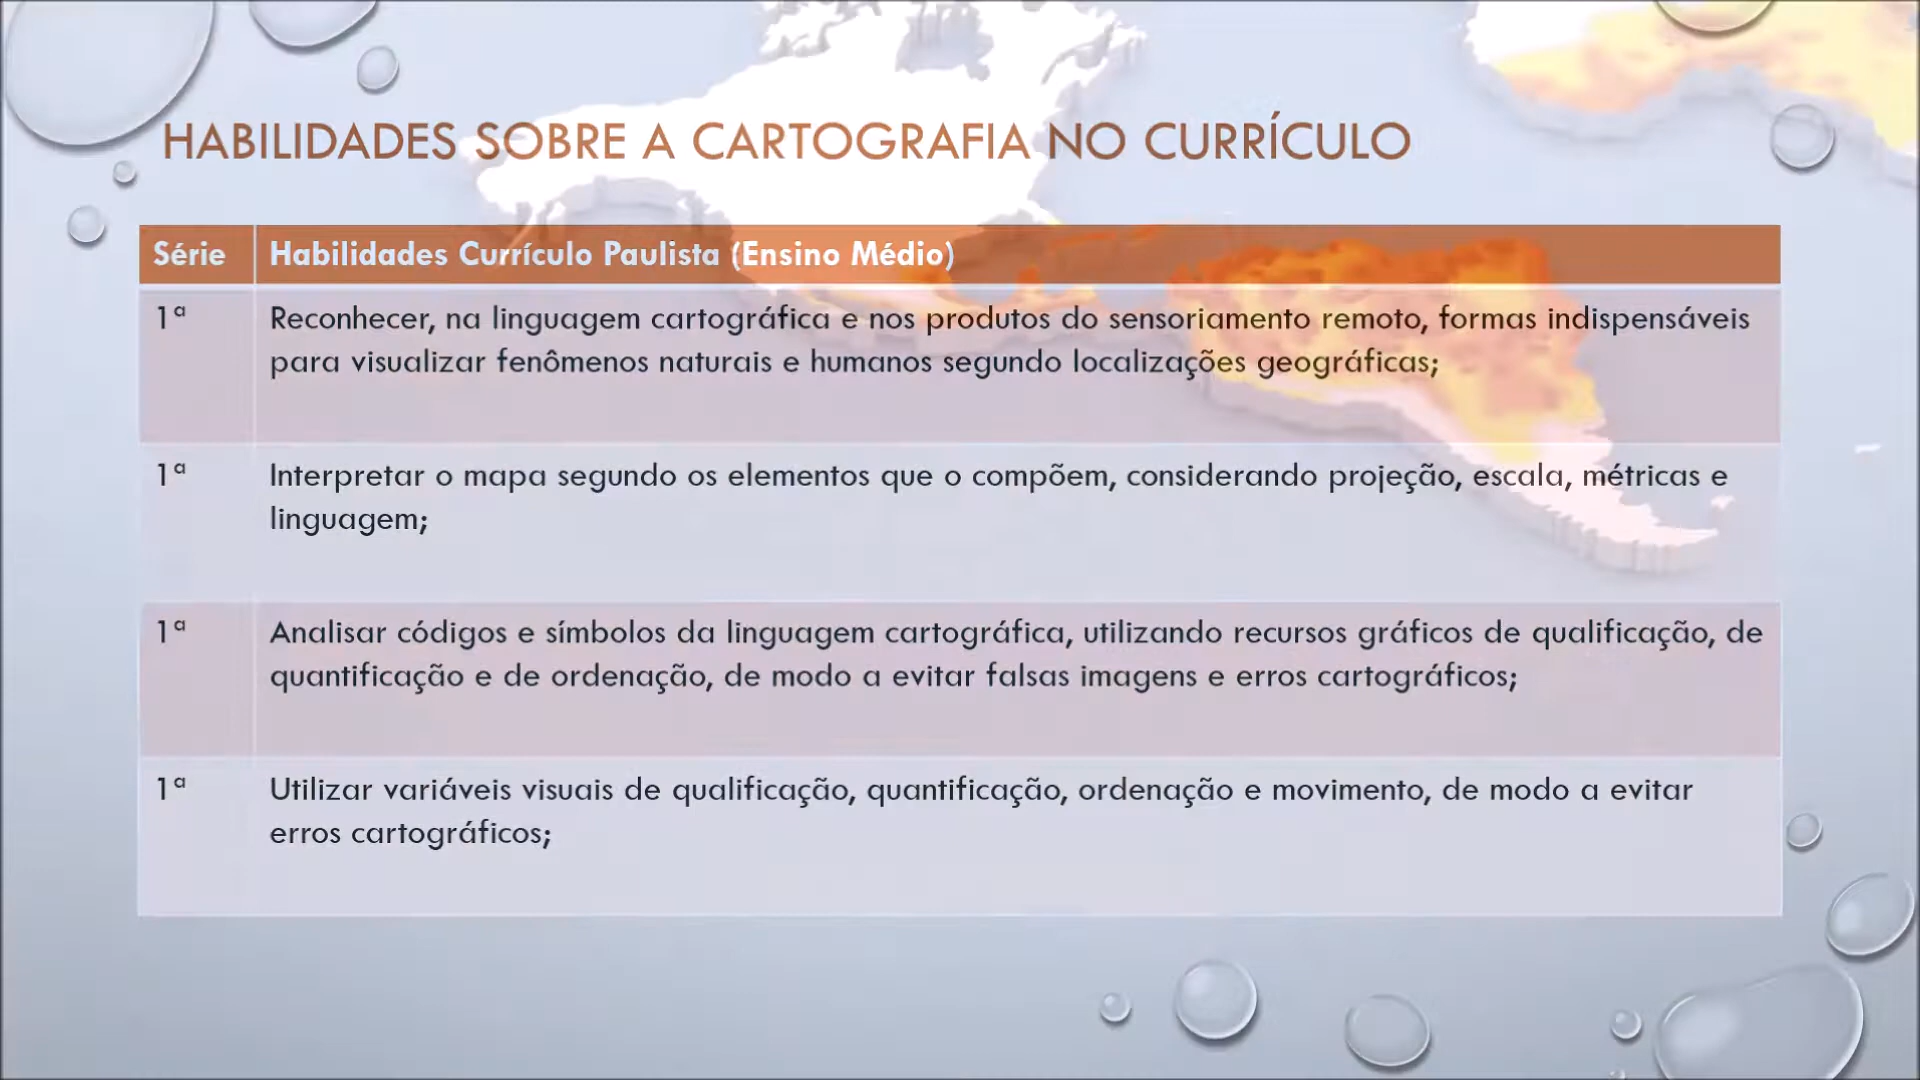 HABILIDADES SOBRE A CARTOGRAFIA NO CURRÍCULO
Série Habilidades Currículo Paulista (Ensino Médio)
1ª Reconhecer, na linguagem cartográfica e nos produtos do sensoriamento remoto, formas indispensáveis
para visualizar fenômenos naturais e humanos segundo localizações geográficas;
1ª Interpretar o mapa segundo os elementos que o compõem, considerando projeção, escala, métricas e
linguagem;
1ª Analisar códigos e símbolos da linguagem cartográfica, utilizando recursos gráficos de qualificação, de
quantificação e de ordenação, de modo a evitar falsas imagens e erros cartográficos;
1ª Utilizar variáveis visuais de qualificação, quantificação, ordenação e movimento, de modo a evitar
erros cartográficos;